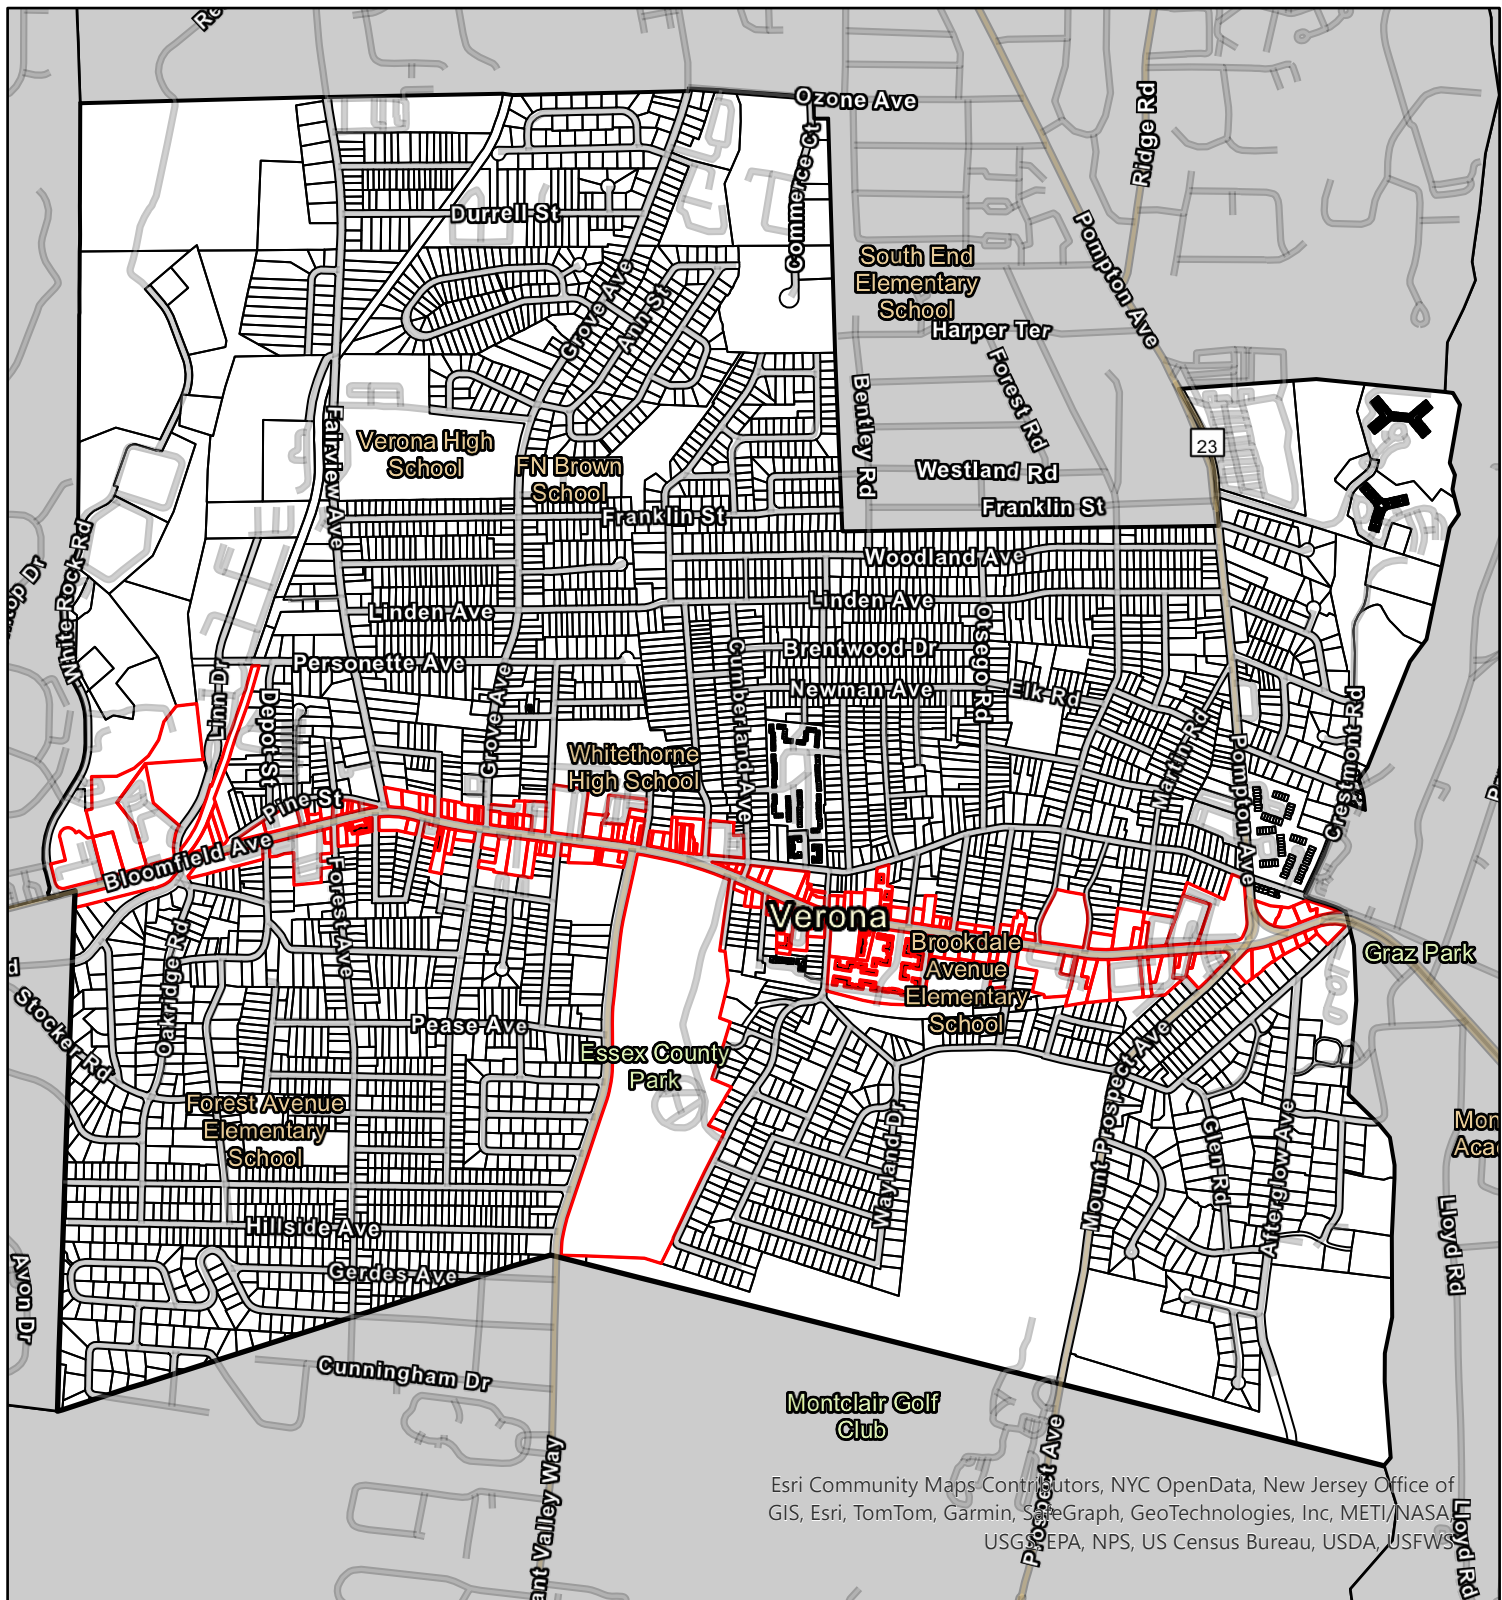 Ozone Ave
Commerce Ct
Ridge Rd
Durrell St
Pompton Ave
South End
Elementary
School
Grove Ave
Ann St
Harper Ter
Forest Rd
Bentley Rd
Fairview Ave
Verona High
School
FN Brown
School
23
Westland Rd
Franklin St
Franklin St
White Rock Rd
Woodland Ave
Linden Ave
Linden Ave
Otsego Rd
Personette Ave
Brentwood Dr
Cumberland Ave
Newman Ave
Elk Rd
Linn Dr
Depot St
Grove Ave
Martin Rd
Pompton Ave
Crestmont Rd
Whitethorne
High School
Pine St
Bloomfield Ave
Forest Ave
Verona
Oakridge Rd
Brookdale
Avenue
Elementary
School
Graz Park
Stocker Rd
Pease Ave
Essex County
Park
Mount Prospect Ave
Forest Avenue
Elementary
School
Wayland Dr
Glen Rd
Afterglow Ave
Lloyd Rd
Hillside Ave
Gerdes Ave
Avon Dr
Cunningham Dr
Montclair Golf
Club
Prospect Ave
ant Valley Way
Lloyd Rd
Esri Community Maps Contributors, NYC OpenData, New Jersey Office of
GIS, Esri, TomTom, Garmin, SafeGraph, GeoTechnologies, Inc, METI/NASA,
USGS, EPA, NPS, US Census Bureau, USDA, USFWS